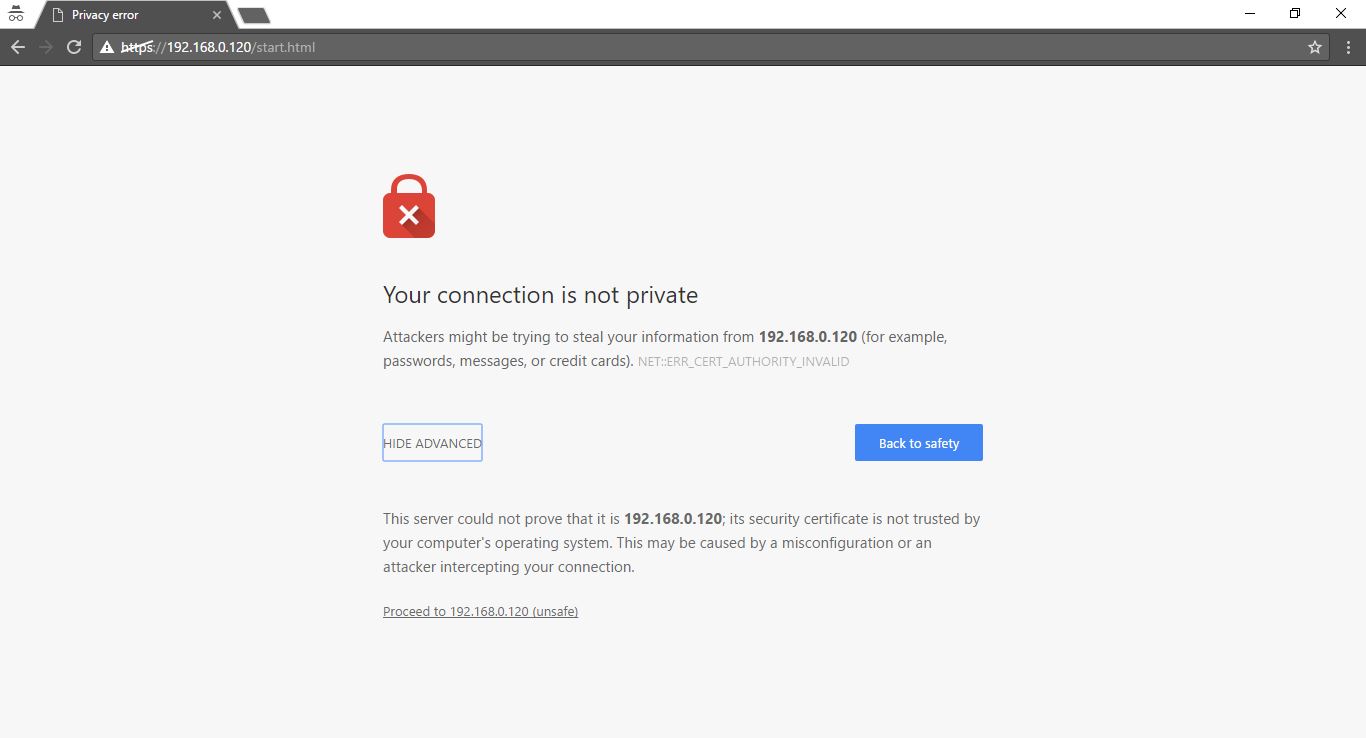 Privacy error
https://192.168.0.120/start.html
Your connection is not private
Attackers might be trying to steal your information from 192.168.0.120 (for example,
passwords, messages, or credit cards). NET::ERR_CERT_AUTHORITY_INVALID
HIDE ADVANCED
Back to safety
This server could not prove that it is 192.168.0.120; its security certificate is not trusted by
your computer's operating system. This may be caused by a misconfiguration or an
attacker intercepting your connection.
Proceed to 192.168.0.120 (unsafe)